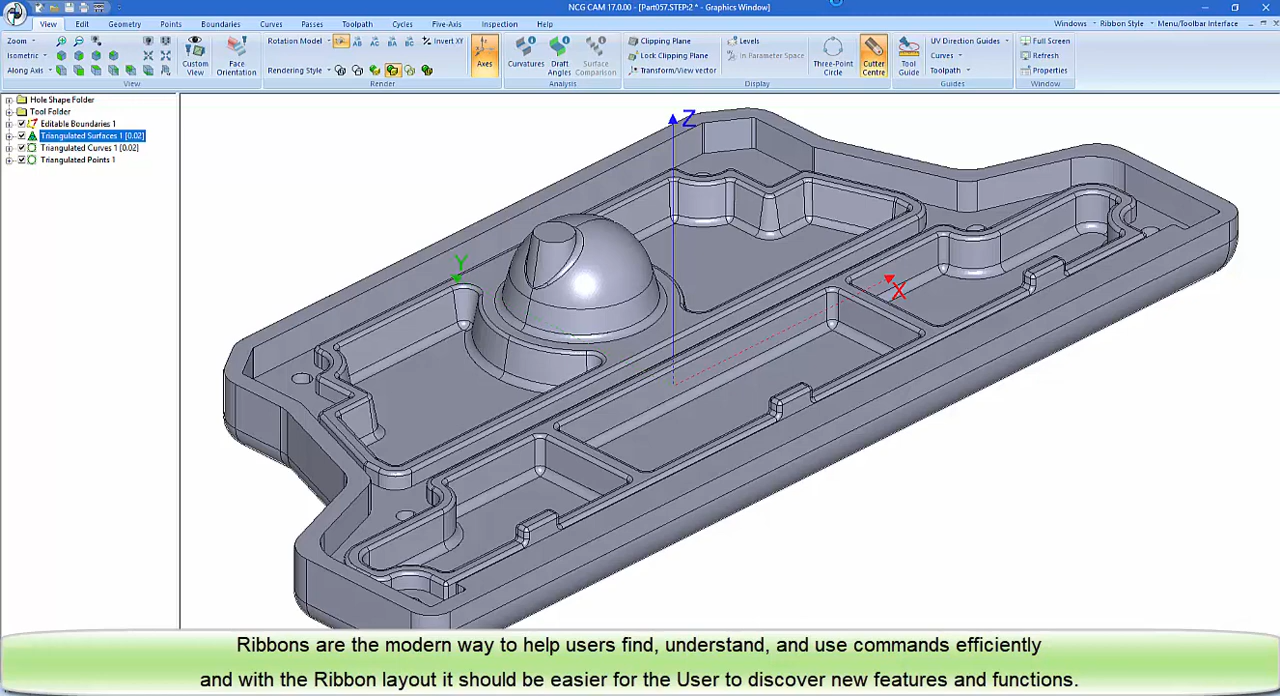 NCG CAM 17.0.00 - [Part057.STEP:2 * - Graphics Window]
View Edit Geometry Points Boundaries Curves Passes Toolpath Cycles Five-Axis Inspection Help Windows Ribbon Style Menu/Toolbar Interface
Zoom Rotation Model AB AC BA BC Invert XY Clipping Plane Levels UV Direction Guides Full Screen
Isometric Lock Clipping Plane In Parameter Space Curves Refresh
Along Axis Custom View Face Orientation Rendering Style Axes Curvatures Draft Angles Surface Comparison Transform/View vector Three-Point Circle Cutter Centre Tool Guide Toolpath Properties
View Render Analysis Display Guides Window
Hole Shape Folder
Tool Folder
Editable Boundaries 1
Triangulated Surfaces 1 [0.02]
Triangulated Curves 1 [0.02]
Triangulated Points 1
Z
Y
X
Ribbons are the modern way to help users find, understand, and use commands efficiently
and with the Ribbon layout it should be easier for the User to discover new features and functions.